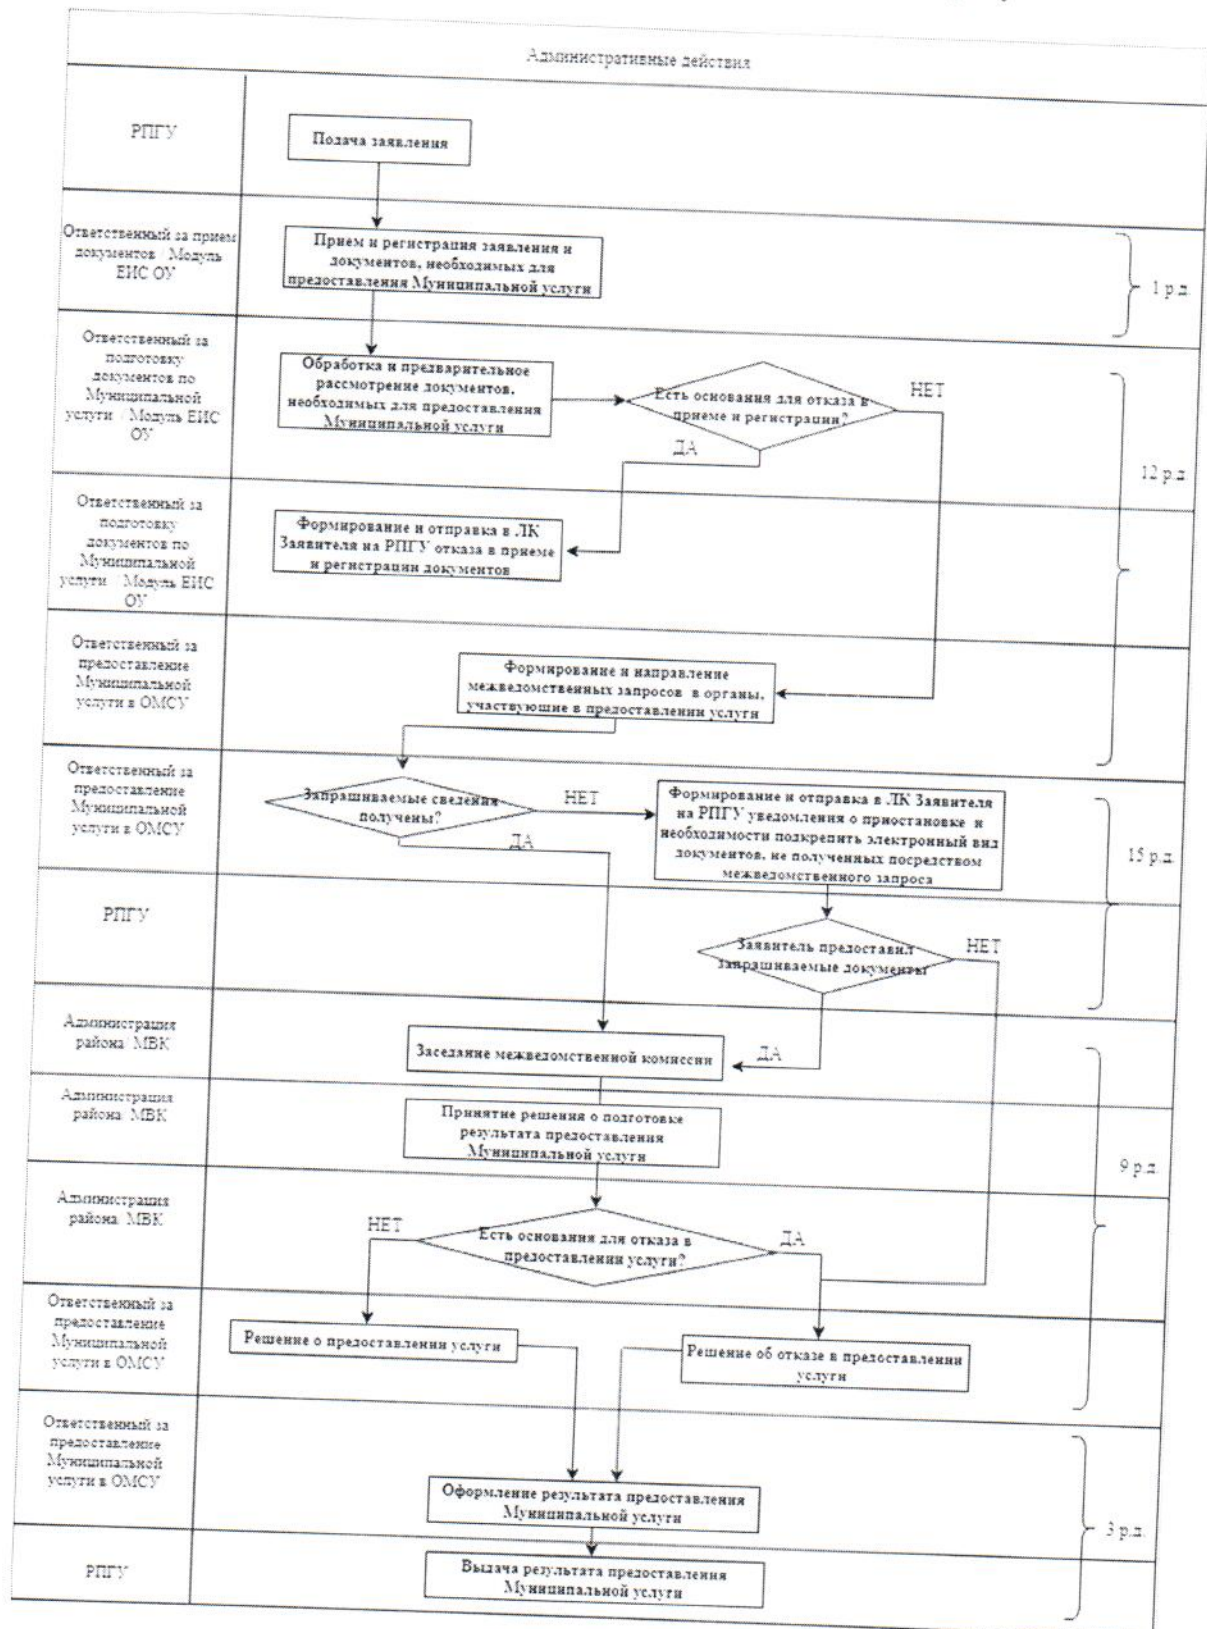 Административные действия
РПГУ
Подача заявления
Ответственный за прием
документов / Модуль
ЕИС ОУ
Прием и регистрация заявления и
документов, необходимых для
предоставления Муниципальной услуги
1 р.д.
Ответственный за
подготовку
документов по
Муниципальной
услуги / Модуль ЕИС
ОУ
Обработка и предварительное
рассмотрение документов,
необходимых для предоставления
Муниципальной услуги
Есть основания для отказа в
приеме и регистрации?
НЕТ
ДА
12 р.д.
Ответственный за
подготовку
документов по
Муниципальной
услуги / Модуль ЕИС
ОУ
Формирование и отправка в ЛК
Заявителя на РПГУ отказа в приеме
и регистрации документов
Ответственный за
предоставление
Муниципальной
услуги в ОМСУ
Формирование и направление
межведомственных запросов в органы,
участвующие в предоставлении услуги
Ответственный за
предоставление
Муниципальной
услуги в ОМСУ
Запрашиваемые сведения
получены?
НЕТ
ДА
Формирование и отправка в ЛК Заявителя
на РПГУ уведомления о приостановке и
необходимости подкрепить электронный вид
документов, не полученных посредством
межведомственного запроса
15 р.д.
РПГУ
Заявитель предоставил
запрашиваемые документы
НЕТ
Администрация
района/ МВК
Заседание межведомственной комиссии
ДА
Администрация
района/ МВК
Принятие решения о подготовке
результата предоставления
Муниципальной услуги
9 р.д.
Администрация
района/ МВК
НЕТ
Есть основания для отказа в
предоставлении услуги?
ДА
Ответственный за
предоставление
Муниципальной
услуги в ОМСУ
Решение о предоставлении услуги
Решение об отказе в предоставлении
услуги
Ответственный за
предоставление
Муниципальной
услуги в ОМСУ
Оформление результата предоставления
Муниципальной услуги
3 р.д.
РПГУ
Выдача результата предоставления
Муниципальной услуги